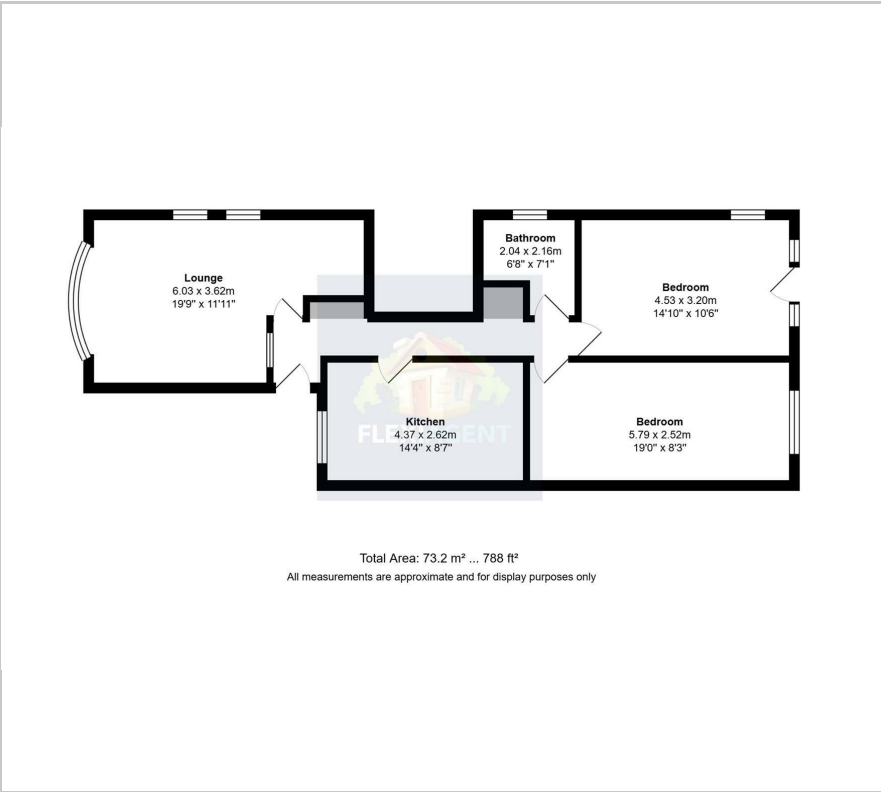 Lounge
6.03 x 3.62m
19'9" x 11'11"
Bathroom
2.04 x 2.16m
6'8" x 7'1"
Bedroom
4.53 x 3.20m
14'10" x 10'6"
Kitchen
4.37 x 2.62m
14'4" x 8'7"
Bedroom
5.79 x 2.52m
19'0" x 8'3"
Total Area: 73.2 m² ... 788 ft²
All measurements are approximate and for display purposes only